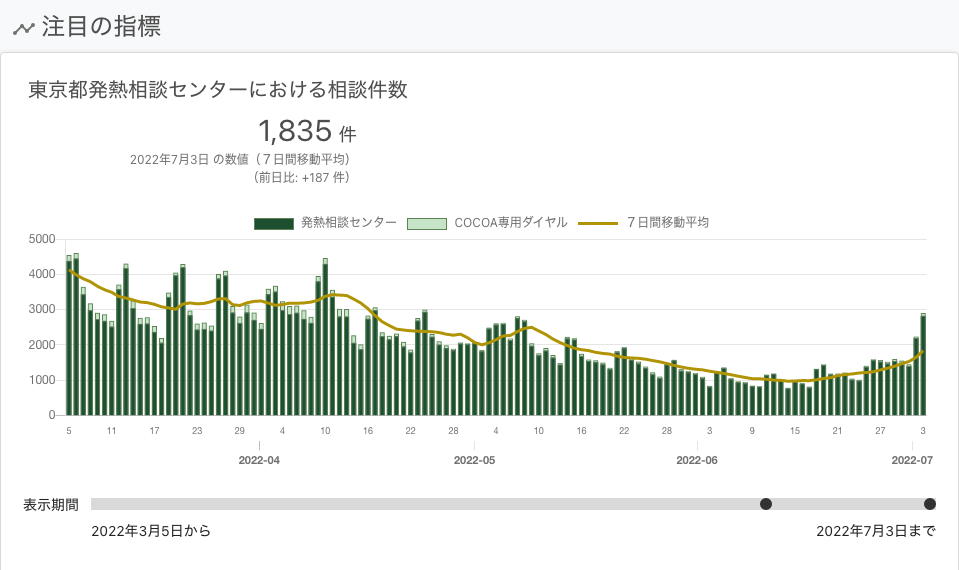 注目の指標
東京都発熱相談センターにおける相談件数
1,835 件
2022年7月3日 の数値（７日間移動平均）
（前日比: +187 件）
発熱相談センター COCOA専用ダイヤル ７日間移動平均
5000
4000
3000
2000
1000
0
5 11 17 23 29 4 10 16 22 28 4 10 16 22 28 3 9 15 21 27 3
2022-04 2022-05 2022-06 2022-07
表示期間
2022年3月5日から 2022年7月3日まで